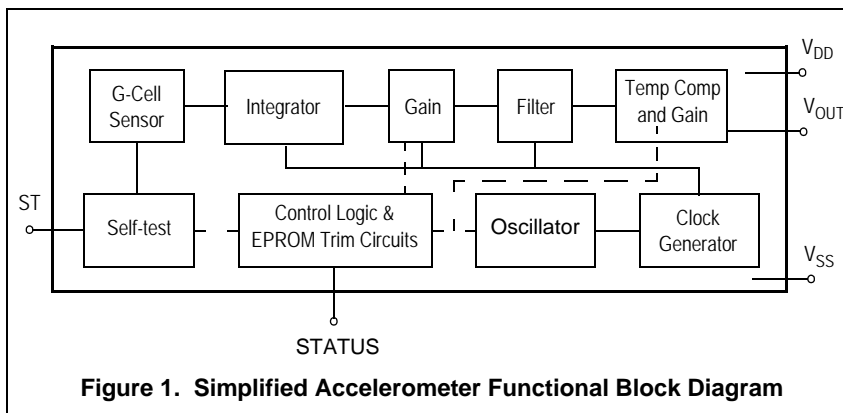 G-Cell
Sensor
Integrator
Gain
Filter
Temp Comp
and Gain
VDD
VOUT
ST
Self-test
Control Logic &
EPROM Trim Circuits
Oscillator
Clock
Generator
VSS
STATUS
Figure 1. Simplified Accelerometer Functional Block Diagram